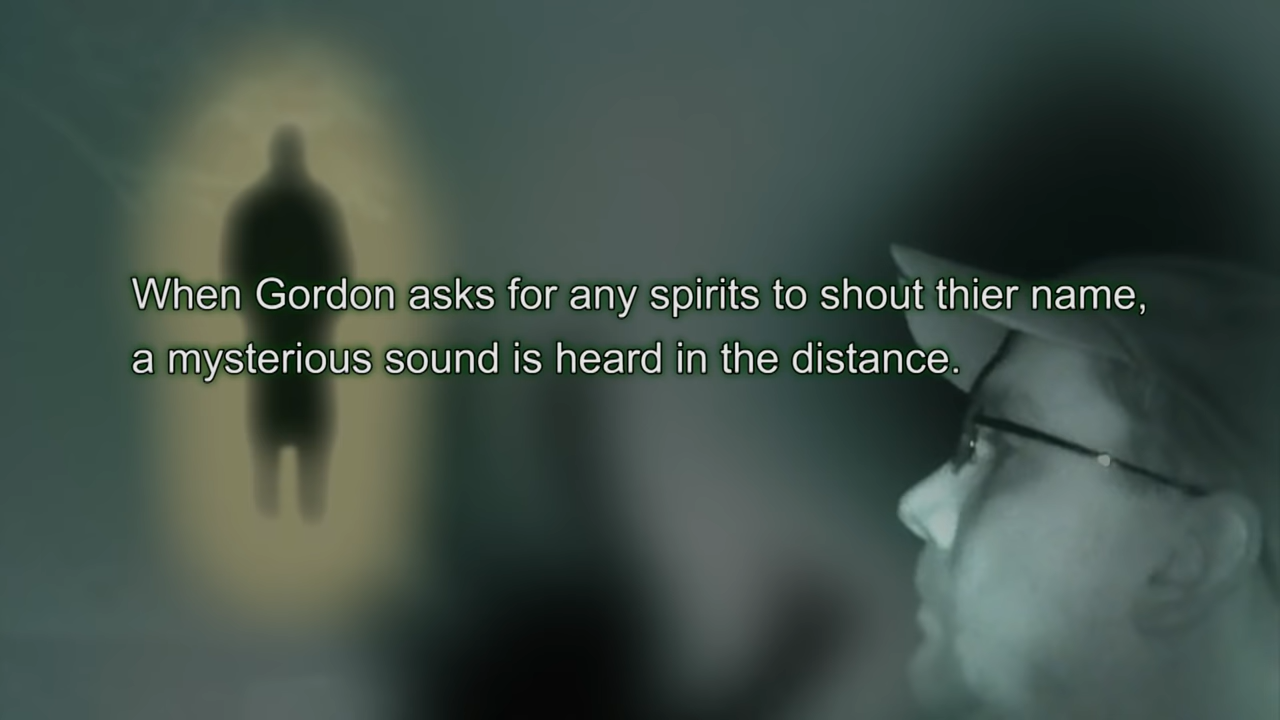 When Gordon asks for any spirits to shout thier name,
a mysterious sound is heard in the distance.